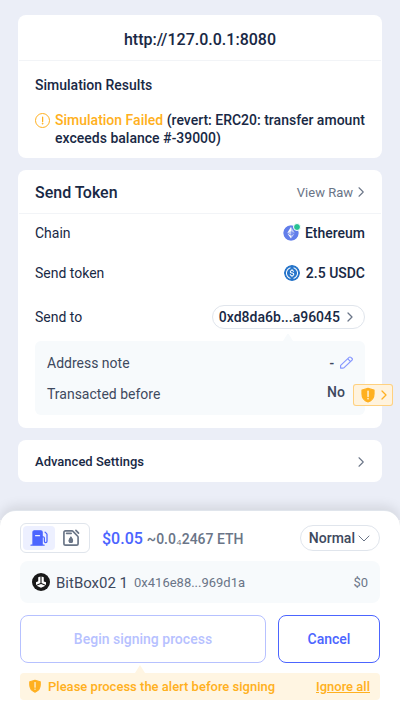 http://127.0.0.1:8080
Simulation Results
Simulation Failed (revert: ERC20: transfer amount
exceeds balance #-39000)
Send Token View Raw
Chain Ethereum
Send token 2.5 USDC
Send to 0xd8da6b...a96045
Address note -
Transacted before No
Advanced Settings
$0.05 ~0.0₄2467 ETH Normal
BitBox02 1 0x416e88...969d1a $0
Begin signing process Cancel
Please process the alert before signing Ignore all